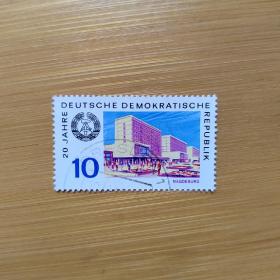 20 JAHRE
DEUTSCHE DEMOKRATISCHE
REPUBLIK
10
MAGDEBURG